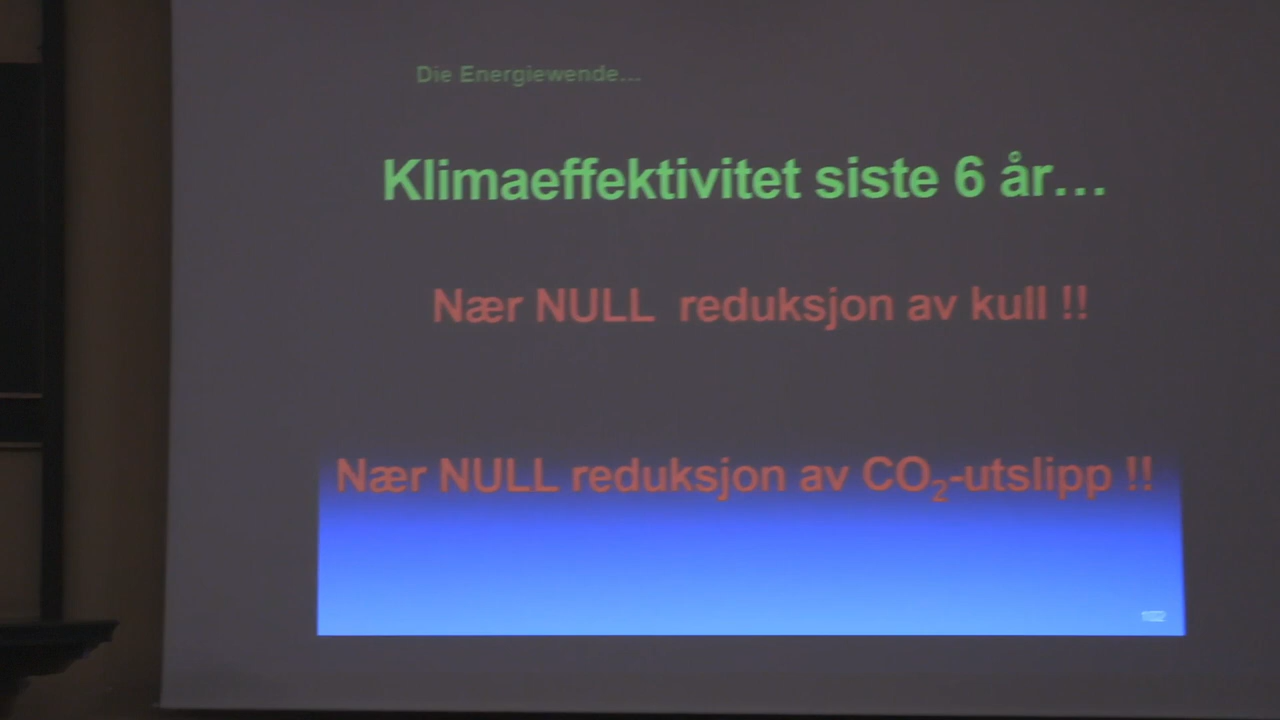 Die Energiewende...
Klimaeffektivitet siste 6 år...
Nær NULL reduksjon av kull !!
Nær NULL reduksjon av CO₂-utslipp !!